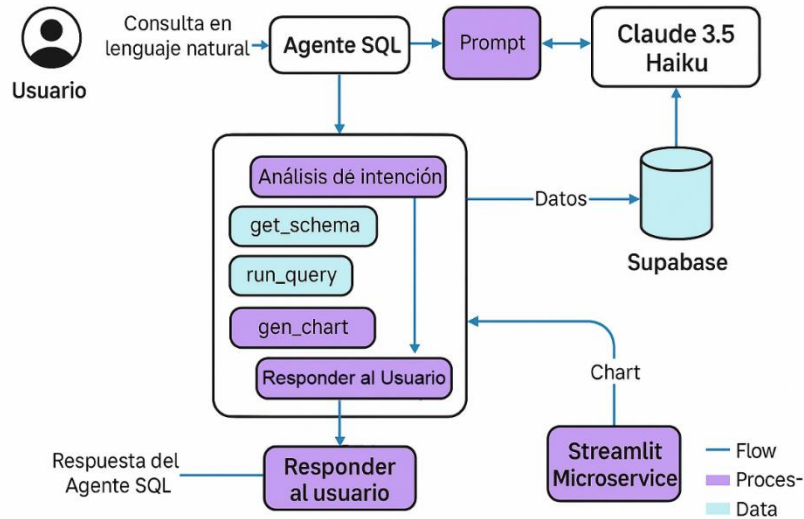 Usuario
Consulta en
lenguaje natural
Agente SQL
Prompt
Claude 3.5
Haiku
Análisis de intención
get_schema
run_query
gen_chart
Responder al Usuario
Datos
Supabase
Chart
Streamlit
Microservice
Respuesta del
Agente SQL
Responder
al usuario
Flow
Proces-
Data